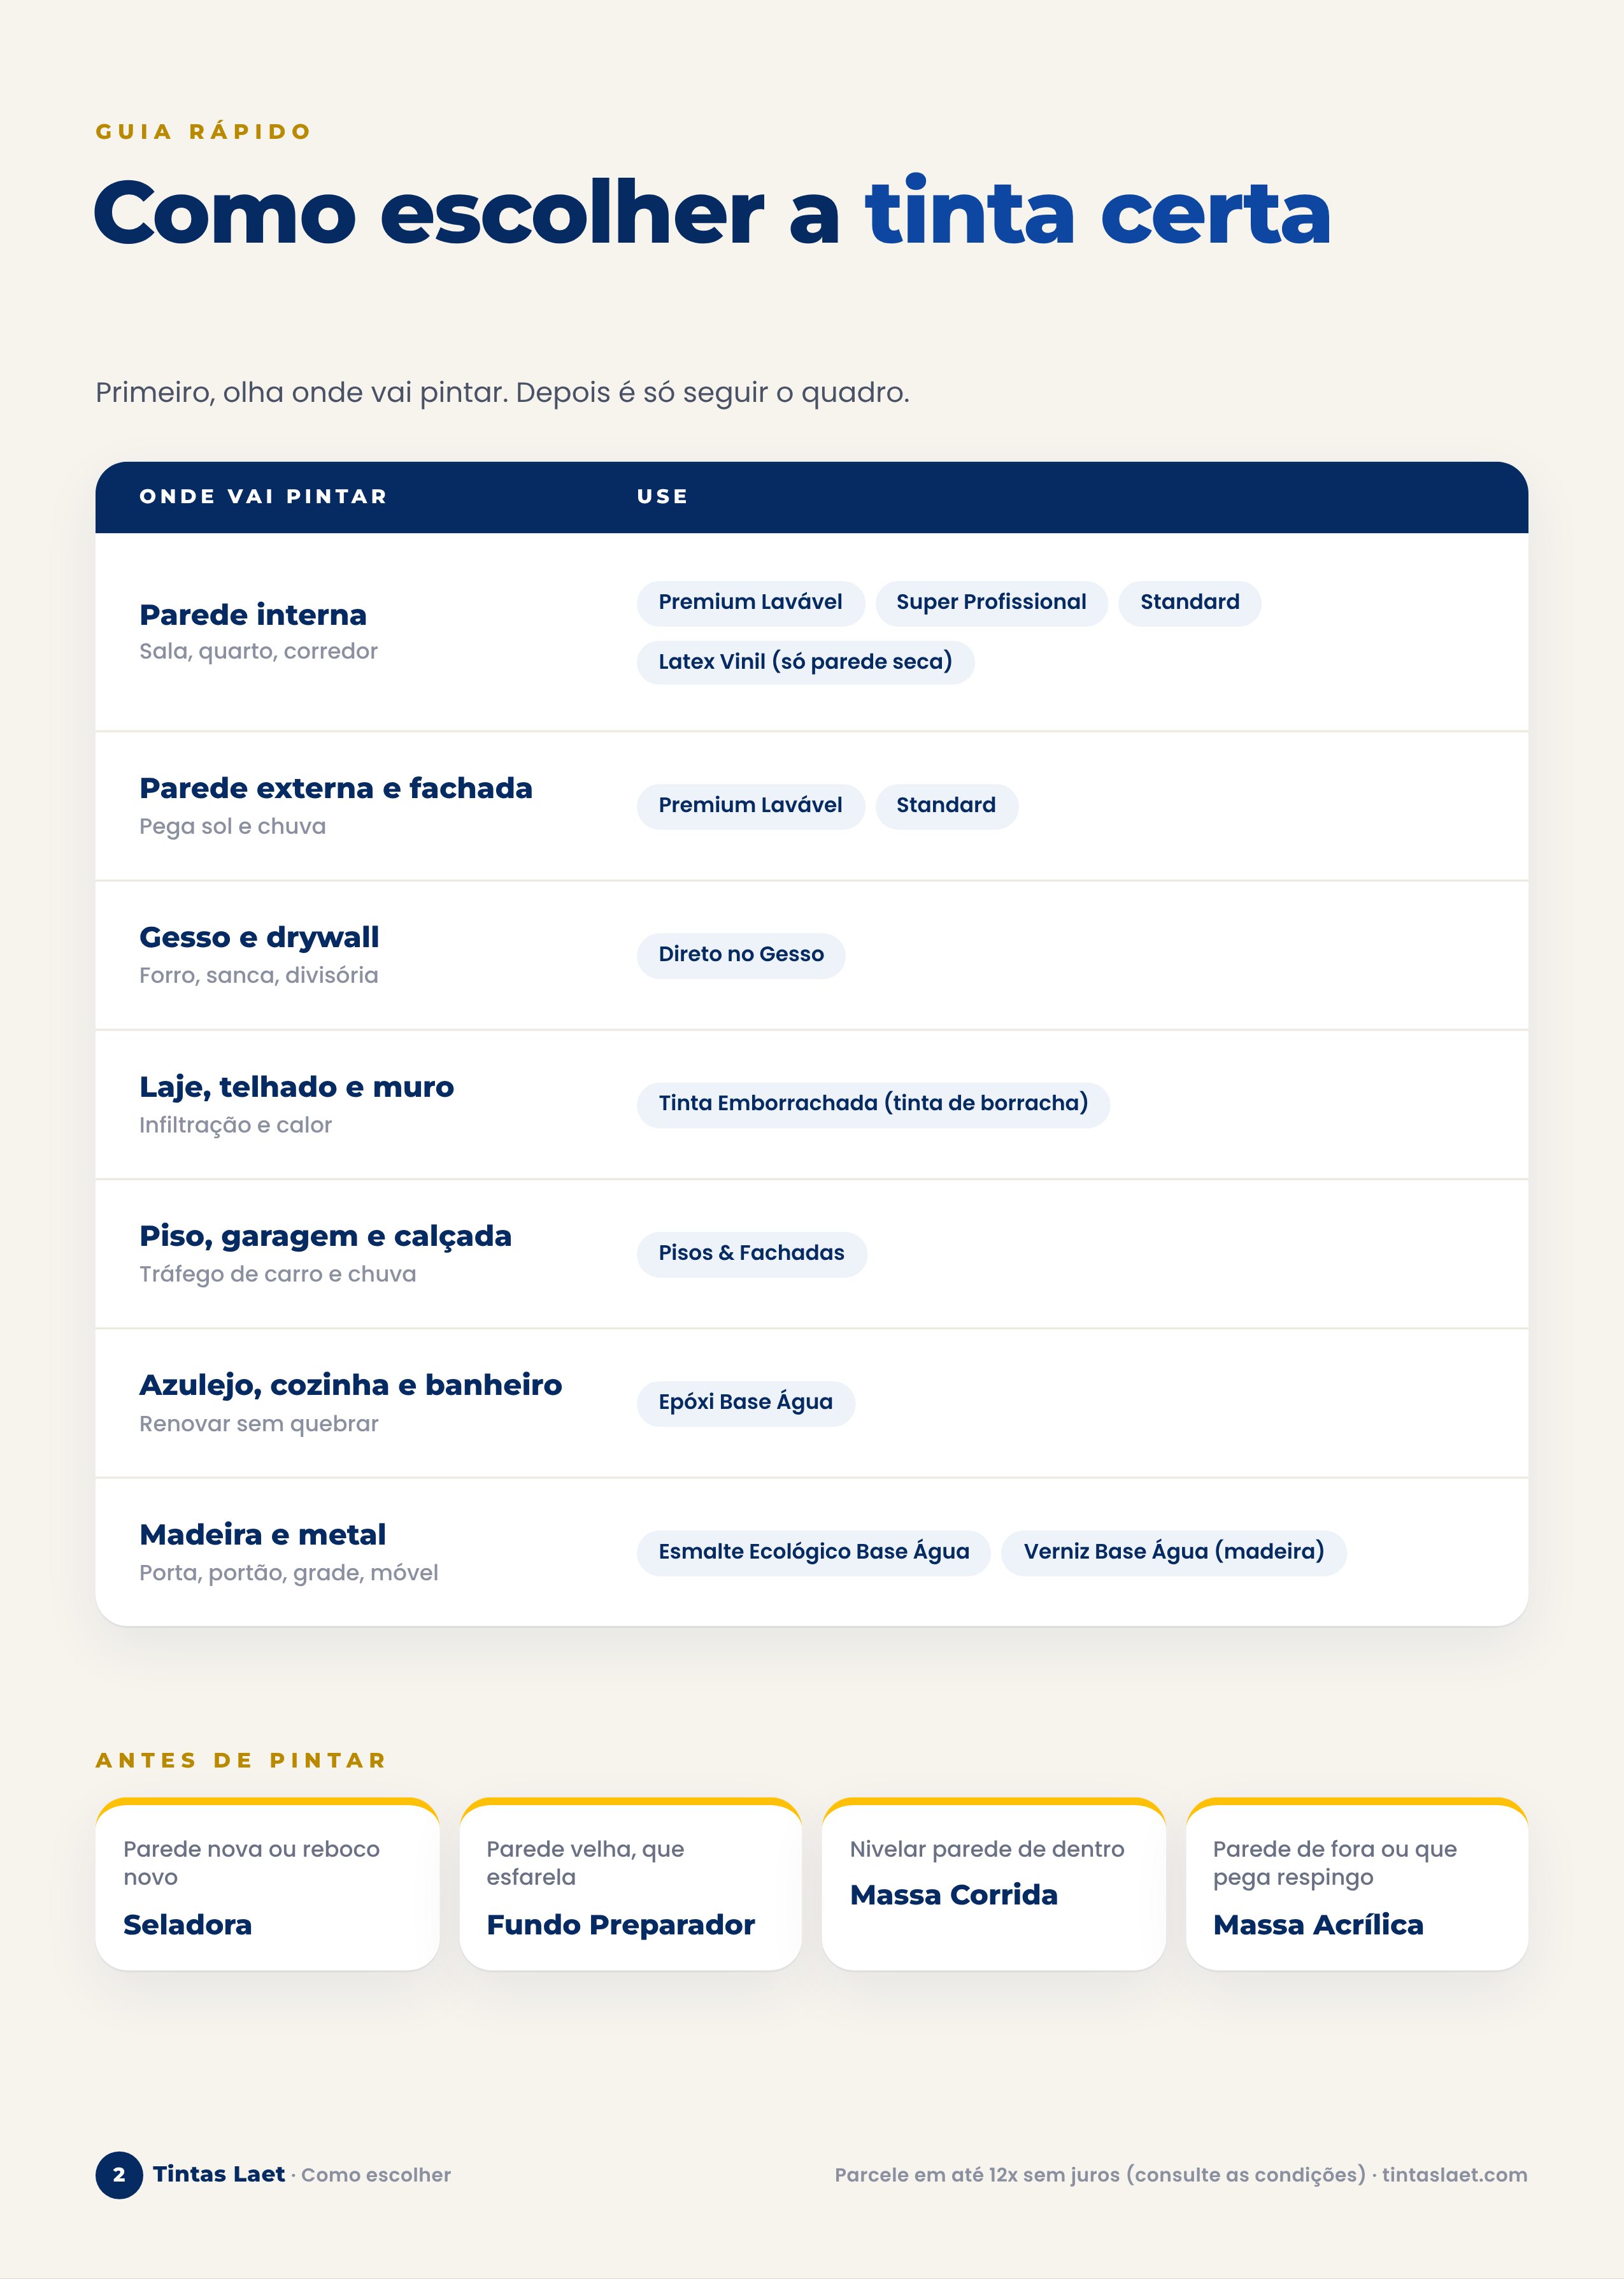 GUIA RÁPIDO
Como escolher a tinta certa
Primeiro, olha onde vai pintar. Depois é só seguir o quadro.
ONDE VAI PINTAR USE
Parede interna
Sala, quarto, corredor
Premium Lavável Super Profissional Standard
Latex Vinil (só parede seca)
Parede externa e fachada
Pega sol e chuva
Premium Lavável Standard
Gesso e drywall
Forro, sanca, divisória
Direto no Gesso
Laje, telhado e muro
Infiltração e calor
Tinta Emborrachada (tinta de borracha)
Piso, garagem e calçada
Tráfego de carro e chuva
Pisos & Fachadas
Azulejo, cozinha e banheiro
Renovar sem quebrar
Epóxi Base Água
Madeira e metal
Porta, portão, grade, móvel
Esmalte Ecológico Base Água Verniz Base Água (madeira)
ANTES DE PINTAR
Parede nova ou reboco
novo
Seladora
Parede velha, que
esfarela
Fundo Preparador
Nivelar parede de dentro
Massa Corrida
Parede de fora ou que
pega respingo
Massa Acrílica
2 Tintas Laet · Como escolher
Parcele em até 12x sem juros (consulte as condições) · tintaslaet.com